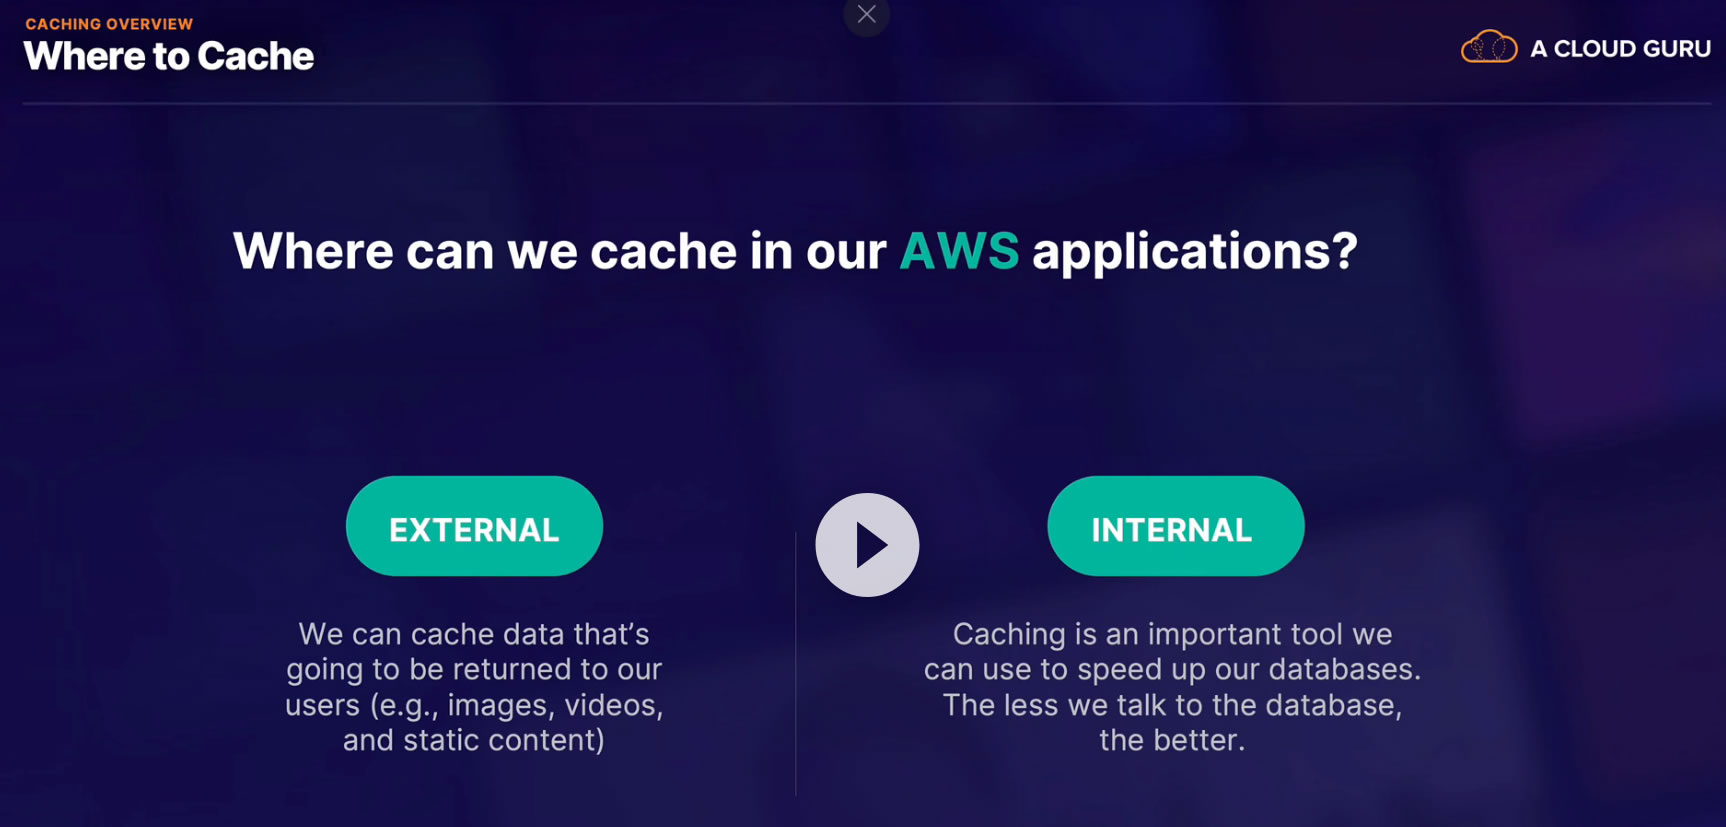 CACHING OVERVIEW
Where to Cache
A CLOUD GURU
Where can we cache in our AWS applications?
EXTERNAL
We can cache data that’s
going to be returned to our
users (e.g., images, videos,
and static content)
INTERNAL
Caching is an important tool we
can use to speed up our databases.
The less we talk to the database,
the better.